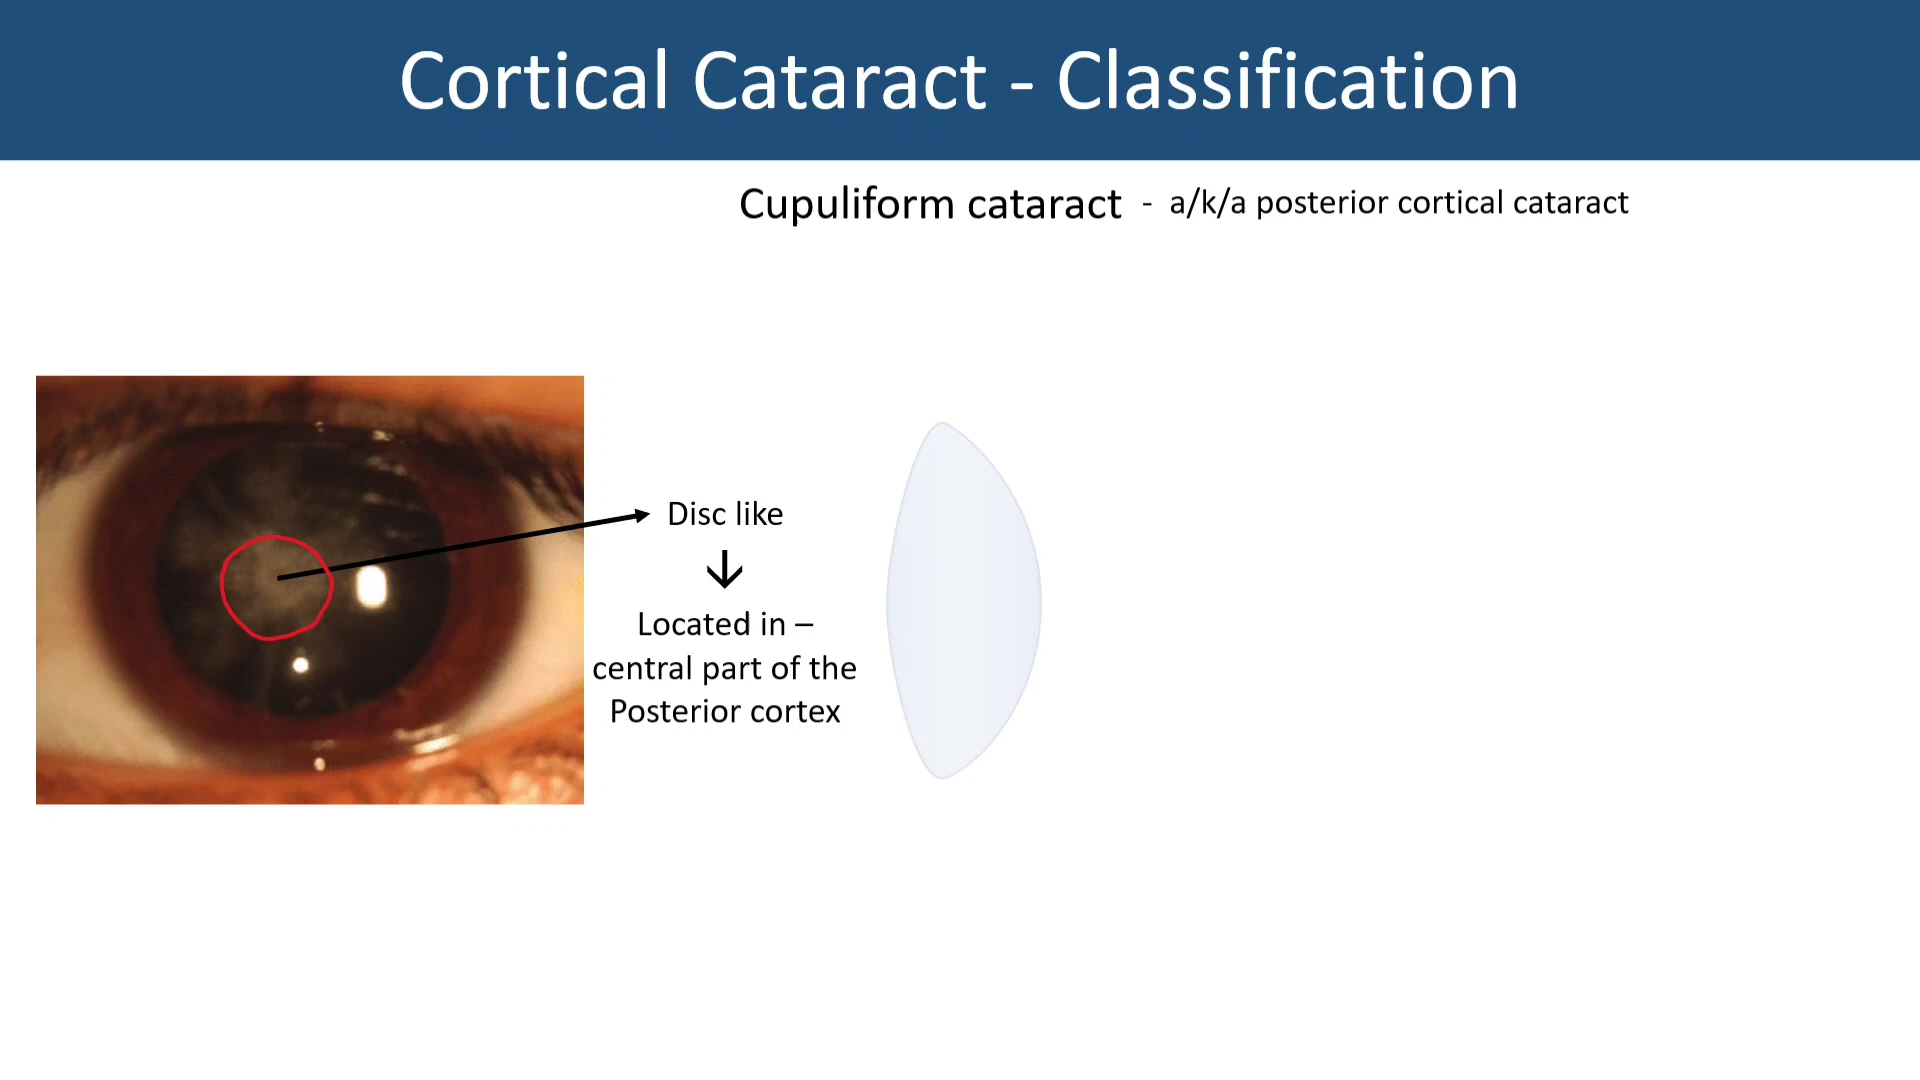 Cortical Cataract - Classification
Cupuliform cataract - a/k/a posterior cortical cataract
Disc like
Located in –
central part of the
Posterior cortex